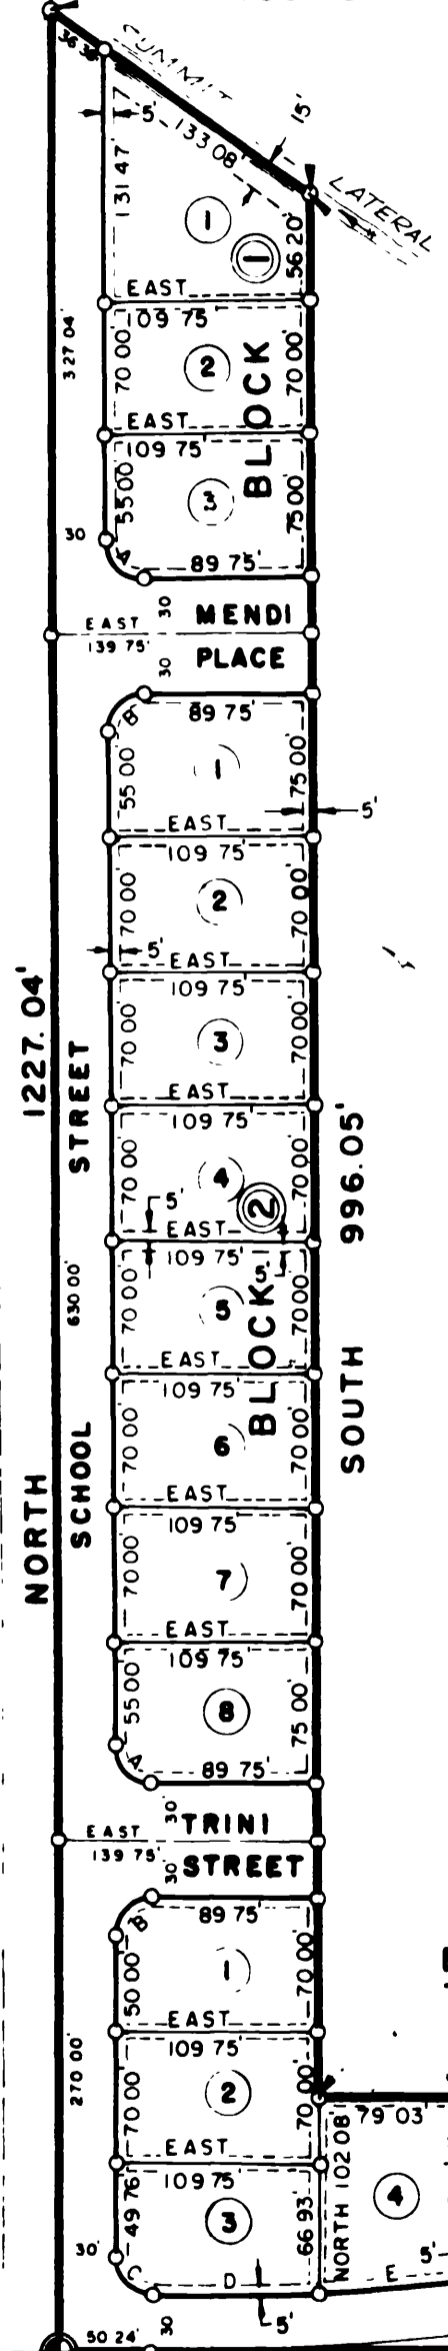 SUMMIT
36 38'
5'
15'
133 08'
LATERAL
131 47'
1
1
56 20'
EAST
109 75'
327 04'
70 00'
2
70 00'
BLOCK
EAST
109 75'
55 00
3
75 00'
30
A
89 75'
30
MENDI
EAST
139 75'
30
PLACE
B
89 75'
55 00'
1
75 00'
5'
EAST
109 75'
2
70 00'
70 00'
5'
EAST
109 75'
1227.04'
STREET
70 00'
3
70 00'
EAST
109 75'
996.05'
70 00'
4
70 00'
5'
2
EAST
109 75'
5'
630 00'
70 00'
5
70 00'
BLOCK
EAST
109 75'
SOUTH
NORTH
SCHOOL
70 00'
6
70 00'
EAST
109 75'
70 00'
7
70 00'
EAST
109 75'
55 00'
8
75 00'
A
89 75'
30'
TRINI
EAST
139 75'
30'
STREET
B
89 75'
50 00'
1
70 00'
EAST
109 75'
270 00'
70 00'
2
70 00'
79 03'
EAST
109 75'
NORTH 102 08'
49 76'
3
66 93'
4
30'
C
D
E
5'
5'
50 24'
30